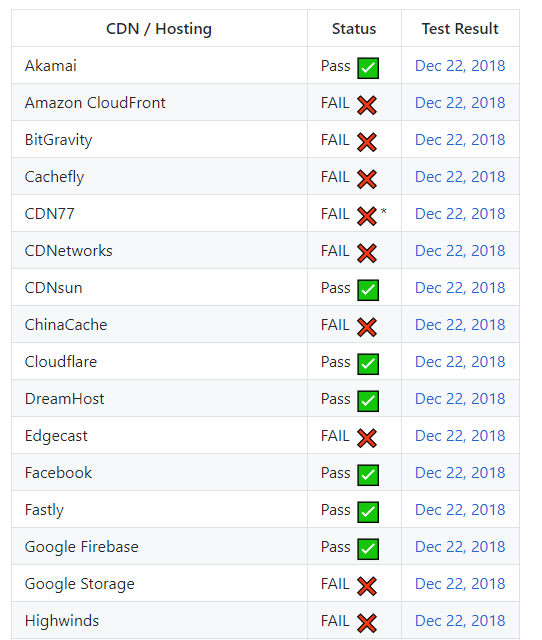 CDN / Hosting Status Test Result
Akamai Pass ✅ Dec 22, 2018
Amazon CloudFront FAIL ❌ Dec 22, 2018
BitGravity FAIL ❌ Dec 22, 2018
Cachefly FAIL ❌ Dec 22, 2018
CDN77 FAIL ❌ * Dec 22, 2018
CDNetworks FAIL ❌ Dec 22, 2018
CDNsun Pass ✅ Dec 22, 2018
ChinaCache FAIL ❌ Dec 22, 2018
Cloudflare Pass ✅ Dec 22, 2018
DreamHost Pass ✅ Dec 22, 2018
Edgecast FAIL ❌ Dec 22, 2018
Facebook Pass ✅ Dec 22, 2018
Fastly Pass ✅ Dec 22, 2018
Google Firebase Pass ✅ Dec 22, 2018
Google Storage FAIL ❌ Dec 22, 2018
Highwinds FAIL ❌ Dec 22, 2018